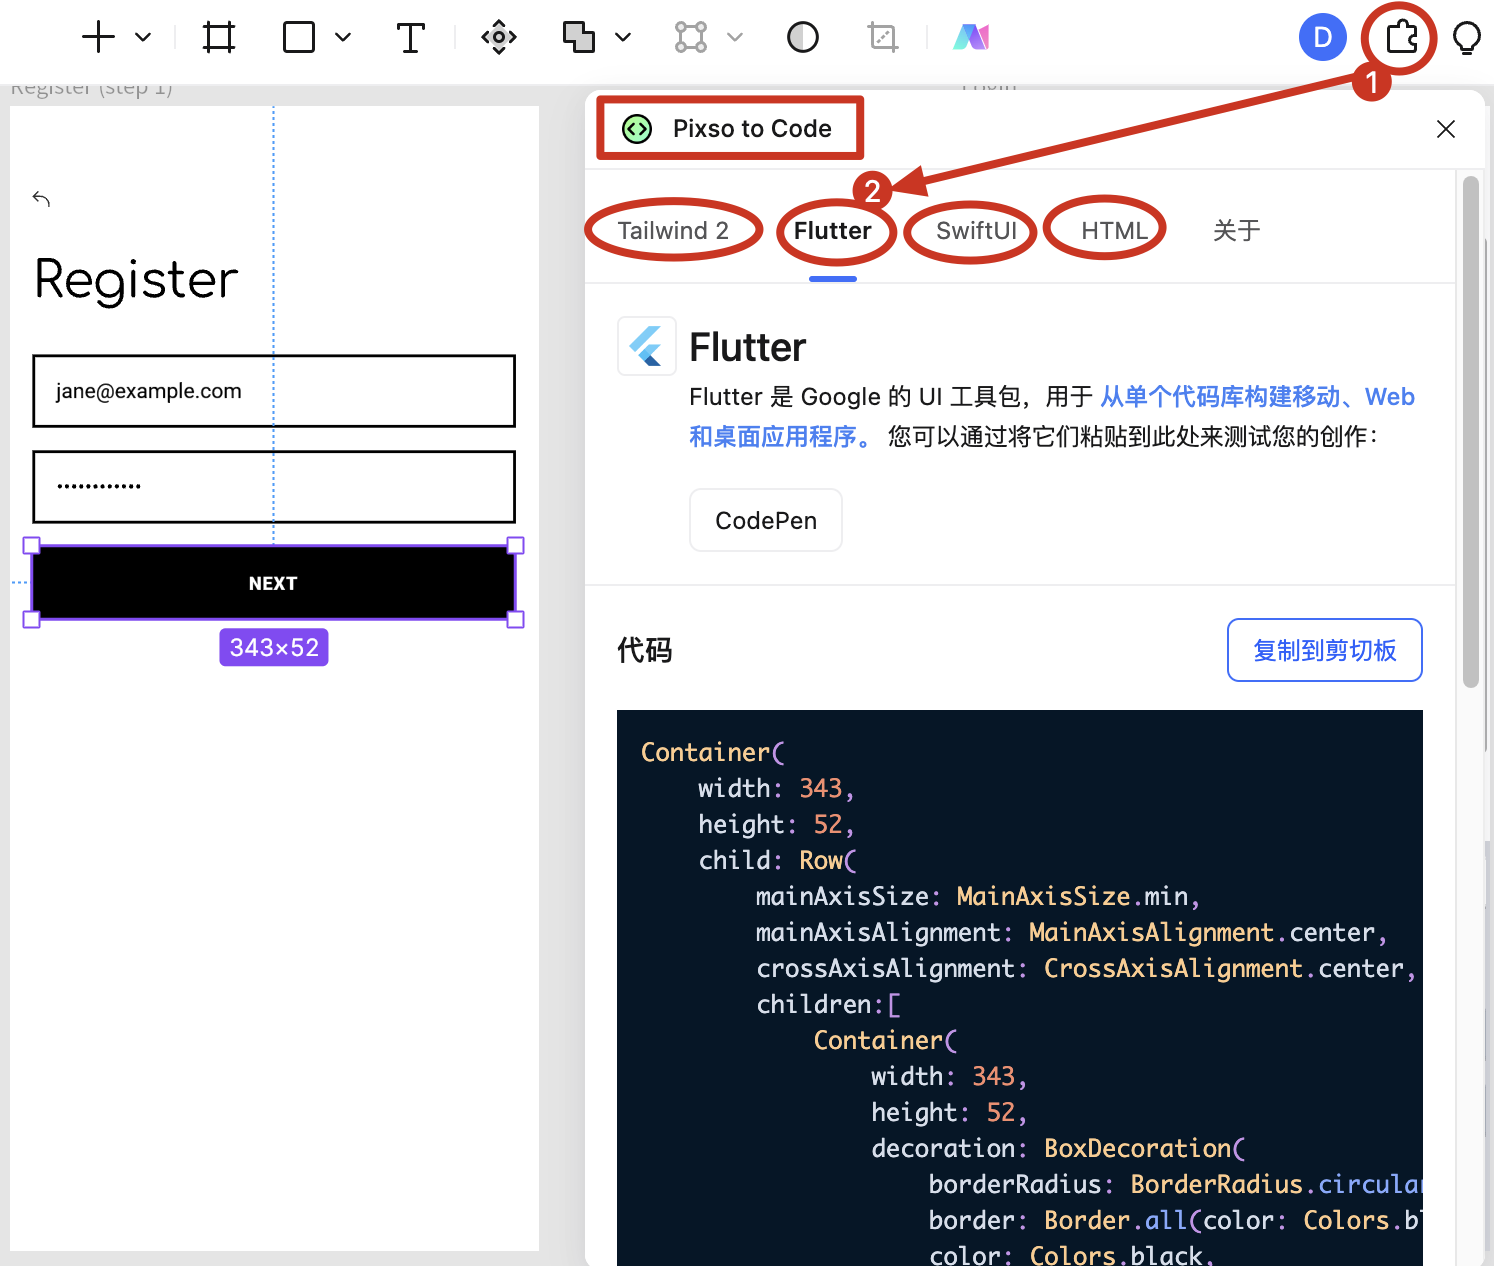 T
D
1
Register (step 1)
Pixso to Code
2
Tailwind 2
Flutter
SwiftUI
HTML
关于
Register
Flutter
jane@example.com
Flutter 是 Google 的 UI 工具包，用于 从单个代码库构建移动、Web
和桌面应用程序。 您可以通过将它们粘贴到此处来测试您的创作：
CodePen
NEXT
343×52
代码
复制到剪切板
Container(
width: 343,
height: 52,
child: Row(
mainAxisSize: MainAxisSize.min,
mainAxisAlignment: MainAxisAlignment.center,
crossAxisAlignment: CrossAxisAlignment.center,
children:[
Container(
width: 343,
height: 52,
decoration: BoxDecoration(
borderRadius: BorderRadius.circular
border: Border.all(color: Colors.bl
color: Colors.black,